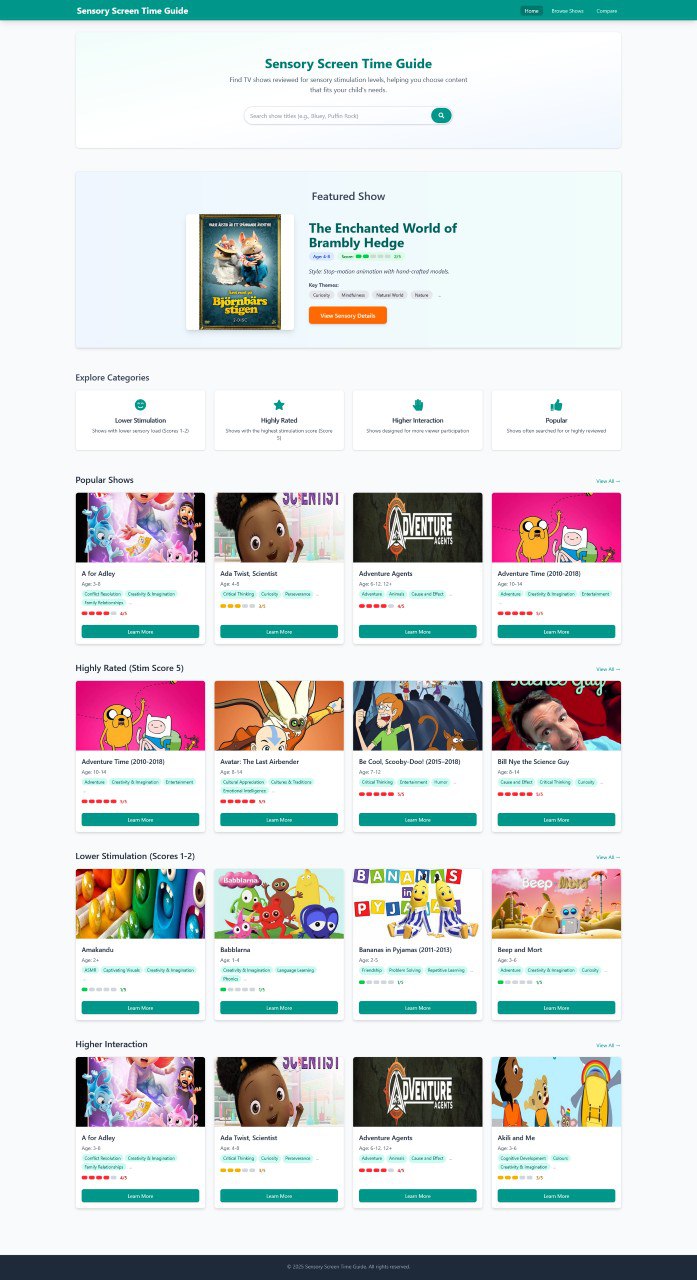 Sensory Screen Time Guide
Home
Browse Shows
Compare
Sensory Screen Time Guide
Find TV shows reviewed for sensory stimulation levels, helping you choose content
that fits your child's needs.
Search show titles (e.g., Bluey, Puffin Rock)
Featured Show
Björnbärs
stigen
The Enchanted World of
Brambly Hedge
Age: 4-8
Score:
2/5
Style: Stop-motion animation with hand-crafted models.
Key Themes:
Curiosity
Mindfulness
Natural World
Nature
...
View Sensory Details
Explore Categories
Lower Stimulation
Shows with lower sensory load (Scores 1-2)
Highly Rated
Shows with the highest stimulation score (Score
5)
Higher Interaction
Shows designed for more viewer participation
Popular
Shows often searched for or highly reviewed
Popular Shows
View All →
SCIENTIST
ADVENTURE
AGENTS
A for Adley
Age: 3-8
Conflict Resolution
Creativity & Imagination
Family Relationships
...
4/5
Learn More
Ada Twist, Scientist
Age: 4-8
Critical Thinking
Curiosity
Perseverance
...
3/5
Learn More
Adventure Agents
Age: 6-12, 12+
Adventure
Animals
Cause and Effect
...
4/5
Learn More
Adventure Time (2010-2018)
Age: 10-14
Adventure
Creativity & Imagination
Entertainment
5/5
Learn More
Highly Rated (Stim Score 5)
View All →
Science Guy
Adventure Time (2010-2018)
Age: 10-14
Adventure
Creativity & Imagination
Entertainment
5/5
Learn More
Avatar: The Last Airbender
Age: 8-14
Cultural Appreciation
Cultures & Traditions
Emotional Intelligence
...
5/5
Learn More
Be Cool, Scooby-Doo! (2015–2018)
Age: 7-12
Critical Thinking
Entertainment
Humor
...
5/5
Learn More
Bill Nye the Science Guy
Age: 8-14
Cause and Effect
Critical Thinking
Curiosity
...
5/5
Learn More
Lower Stimulation (Scores 1-2)
View All →
Babblarna
BANANAS
in
PYJAMAS
Beep and Mort
Amakandu
Age: 2+
ASMR
Captivating Visuals
Creativity & Imagination
1/5
Learn More
Babblarna
Age: 1-4
Creativity & Imagination
Language Learning
Phonics
...
1/5
Learn More
Bananas in Pyjamas (2011-2013)
Age: 2-5
Friendship
Problem Solving
Repetitive Learning
...
1/5
Learn More
Beep and Mort
Age: 3-6
Adventure
Creativity & Imagination
Curiosity
...
1/5
Learn More
Higher Interaction
View All →
SCIENTIST
ADVENTURE
AGENTS
A for Adley
Age: 3-8
Conflict Resolution
Creativity & Imagination
Family Relationships
...
4/5
Learn More
Ada Twist, Scientist
Age: 4-8
Critical Thinking
Curiosity
Perseverance
...
3/5
Learn More
Adventure Agents
Age: 6-12, 12+
Adventure
Animals
Cause and Effect
...
4/5
Learn More
Akili and Me
Age: 3-6
Cognitive Development
Colours
Creativity & Imagination
...
3/5
Learn More
© 2025 Sensory Screen Time Guide. All rights reserved.